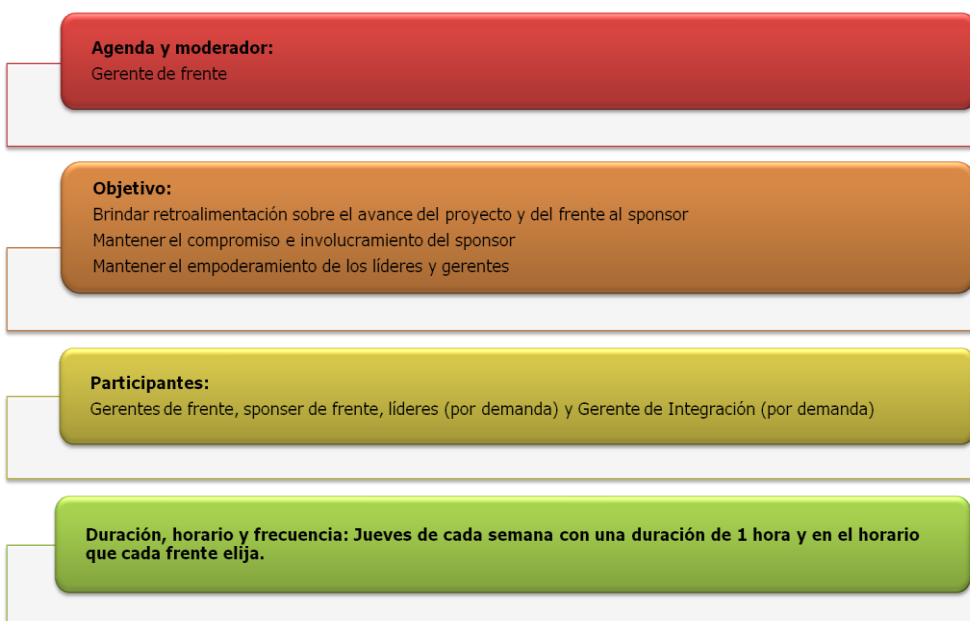 Agenda y moderador:
Gerente de frente
Objetivo:
Brindar retroalimentación sobre el avance del proyecto y del frente al sponsor
Mantener el compromiso e involucramiento del sponsor
Mantener el empoderamiento de los líderes y gerentes
Participantes:
Gerentes de frente, sponser de frente, líderes (por demanda) y Gerente de Integración (por demanda)
Duración, horario y frecuencia: Jueves de cada semana con una duración de 1 hora y en el horario
que cada frente elija.